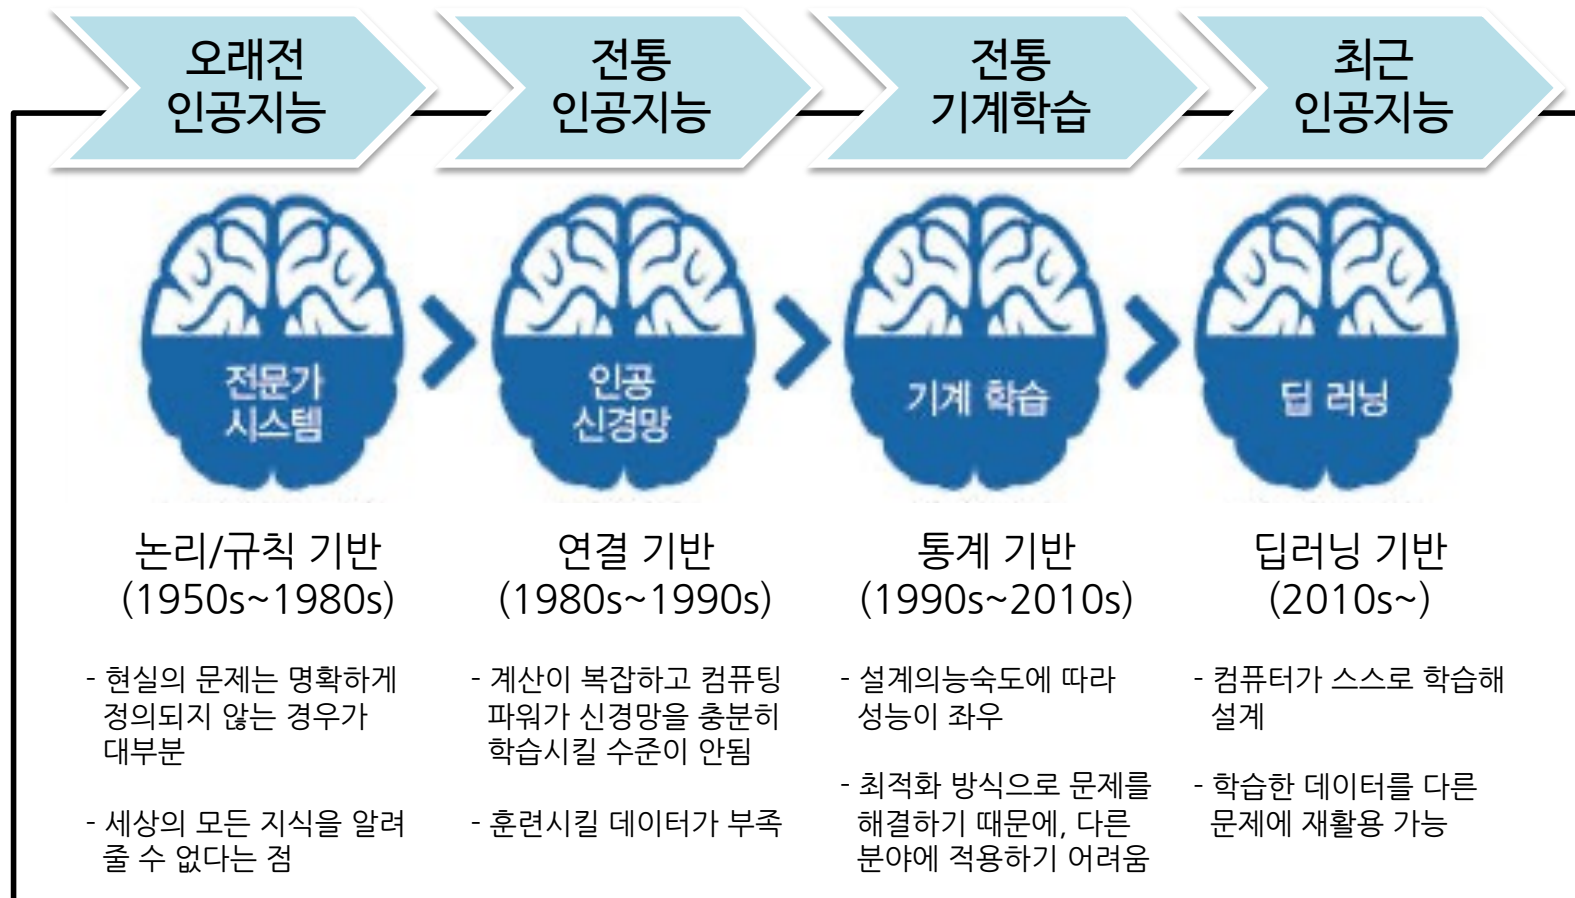 오래전
인공지능
전통
인공지능
전통
기계학습
최근
인공지능
전문가
시스템
인공
신경망
기계 학습
딥 러닝
논리/규칙 기반
(1950s~1980s)
연결 기반
(1980s~1990s)
통계 기반
(1990s~2010s)
딥러닝 기반
(2010s~)
- 현실의 문제는 명확하게
정의되지 않는 경우가
대부분
- 세상의 모든 지식을 알려
줄 수 없다는 점
- 계산이 복잡하고 컴퓨팅
파워가 신경망을 충분히
학습시킬 수준이 안됨
- 훈련시킬 데이터가 부족
- 설계의능숙도에 따라
성능이 좌우
- 최적화 방식으로 문제를
해결하기 때문에, 다른
분야에 적용하기 어려움
- 컴퓨터가 스스로 학습해
설계
- 학습한 데이터를 다른
문제에 재활용 가능